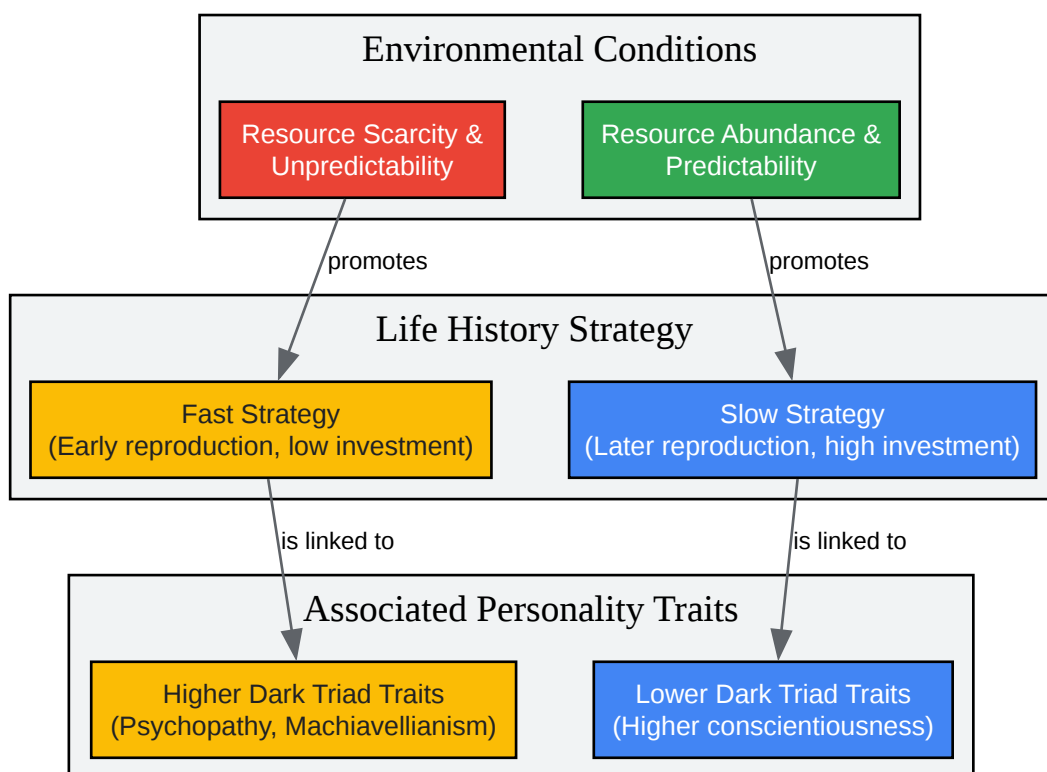 Environmental Conditions
Resource Scarcity &
Unpredictability
Resource Abundance &
Predictability
promotes
promotes
Life History Strategy
Fast Strategy
(Early reproduction, low investment)
Slow Strategy
(Later reproduction, high investment)
is linked to
is linked to
Associated Personality Traits
Higher Dark Triad Traits
(Psychopathy, Machiavellianism)
Lower Dark Triad Traits
(Higher conscientiousness)